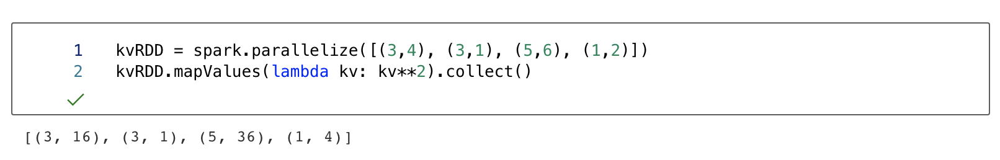 1 kvRDD = spark.parallelize([(3,4), (3,1), (5,6), (1,2)])
2 kvRDD.mapValues(lambda kv: kv**2).collect()
[(3, 16), (3, 1), (5, 36), (1, 4)]